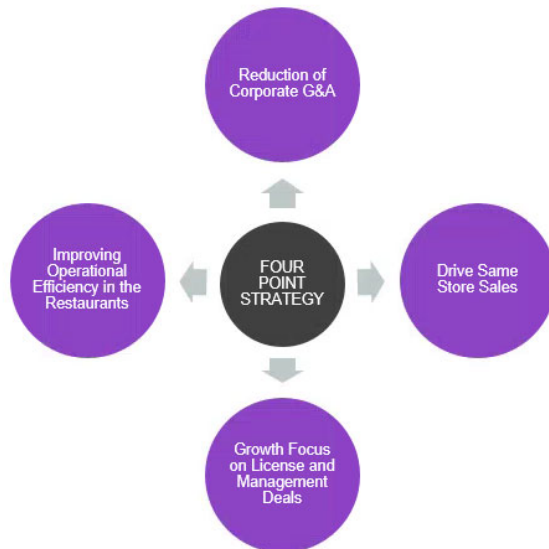 Reduction of
Corporate G&A
Improving
Operational
Efficiency in the
Restaurants
FOUR
POINT
STRATEGY
Drive Same
Store Sales
Growth Focus
on License and
Management
Deals